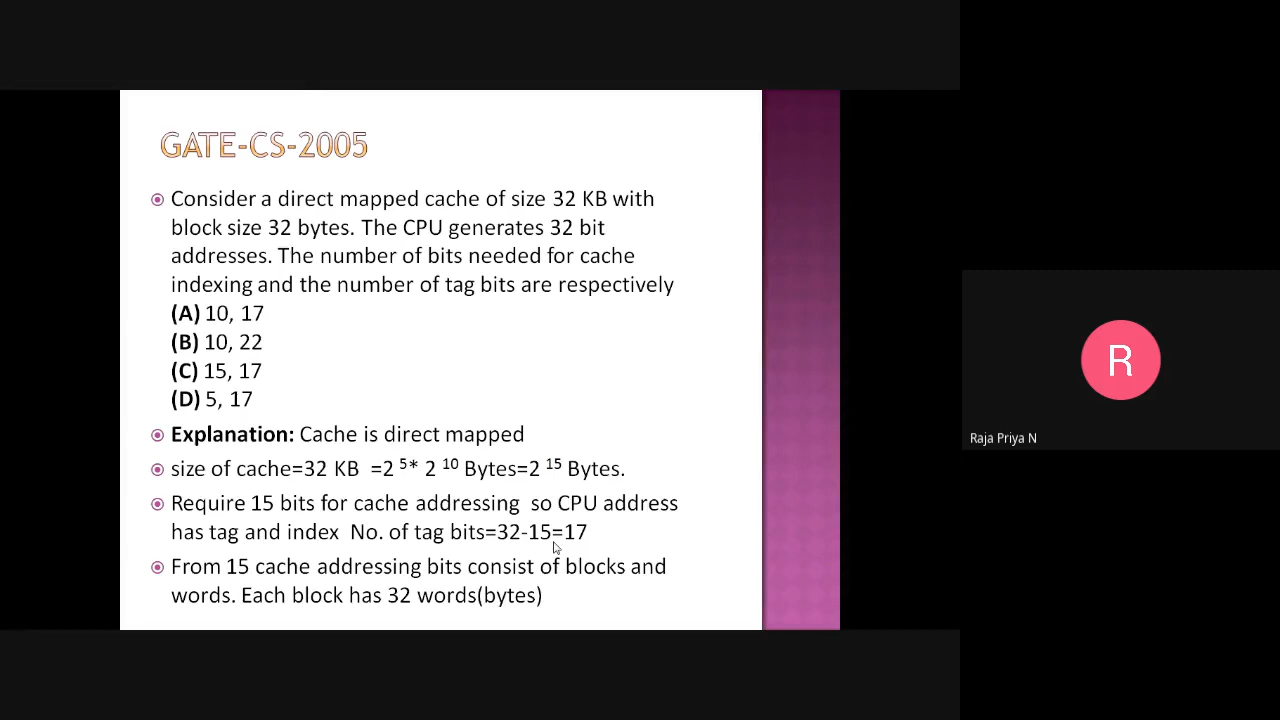 GATE-CS-2005
Consider a direct mapped cache of size 32 KB with
block size 32 bytes. The CPU generates 32 bit
addresses. The number of bits needed for cache
indexing and the number of tag bits are respectively
(A) 10, 17
(B) 10, 22
(C) 15, 17
(D) 5, 17
Explanation: Cache is direct mapped
size of cache=32 KB =2 5* 2 10 Bytes=2 15 Bytes.
Require 15 bits for cache addressing so CPU address
has tag and index No. of tag bits=32-15=17
From 15 cache addressing bits consist of blocks and
words. Each block has 32 words(bytes)
R
Raja Priya N